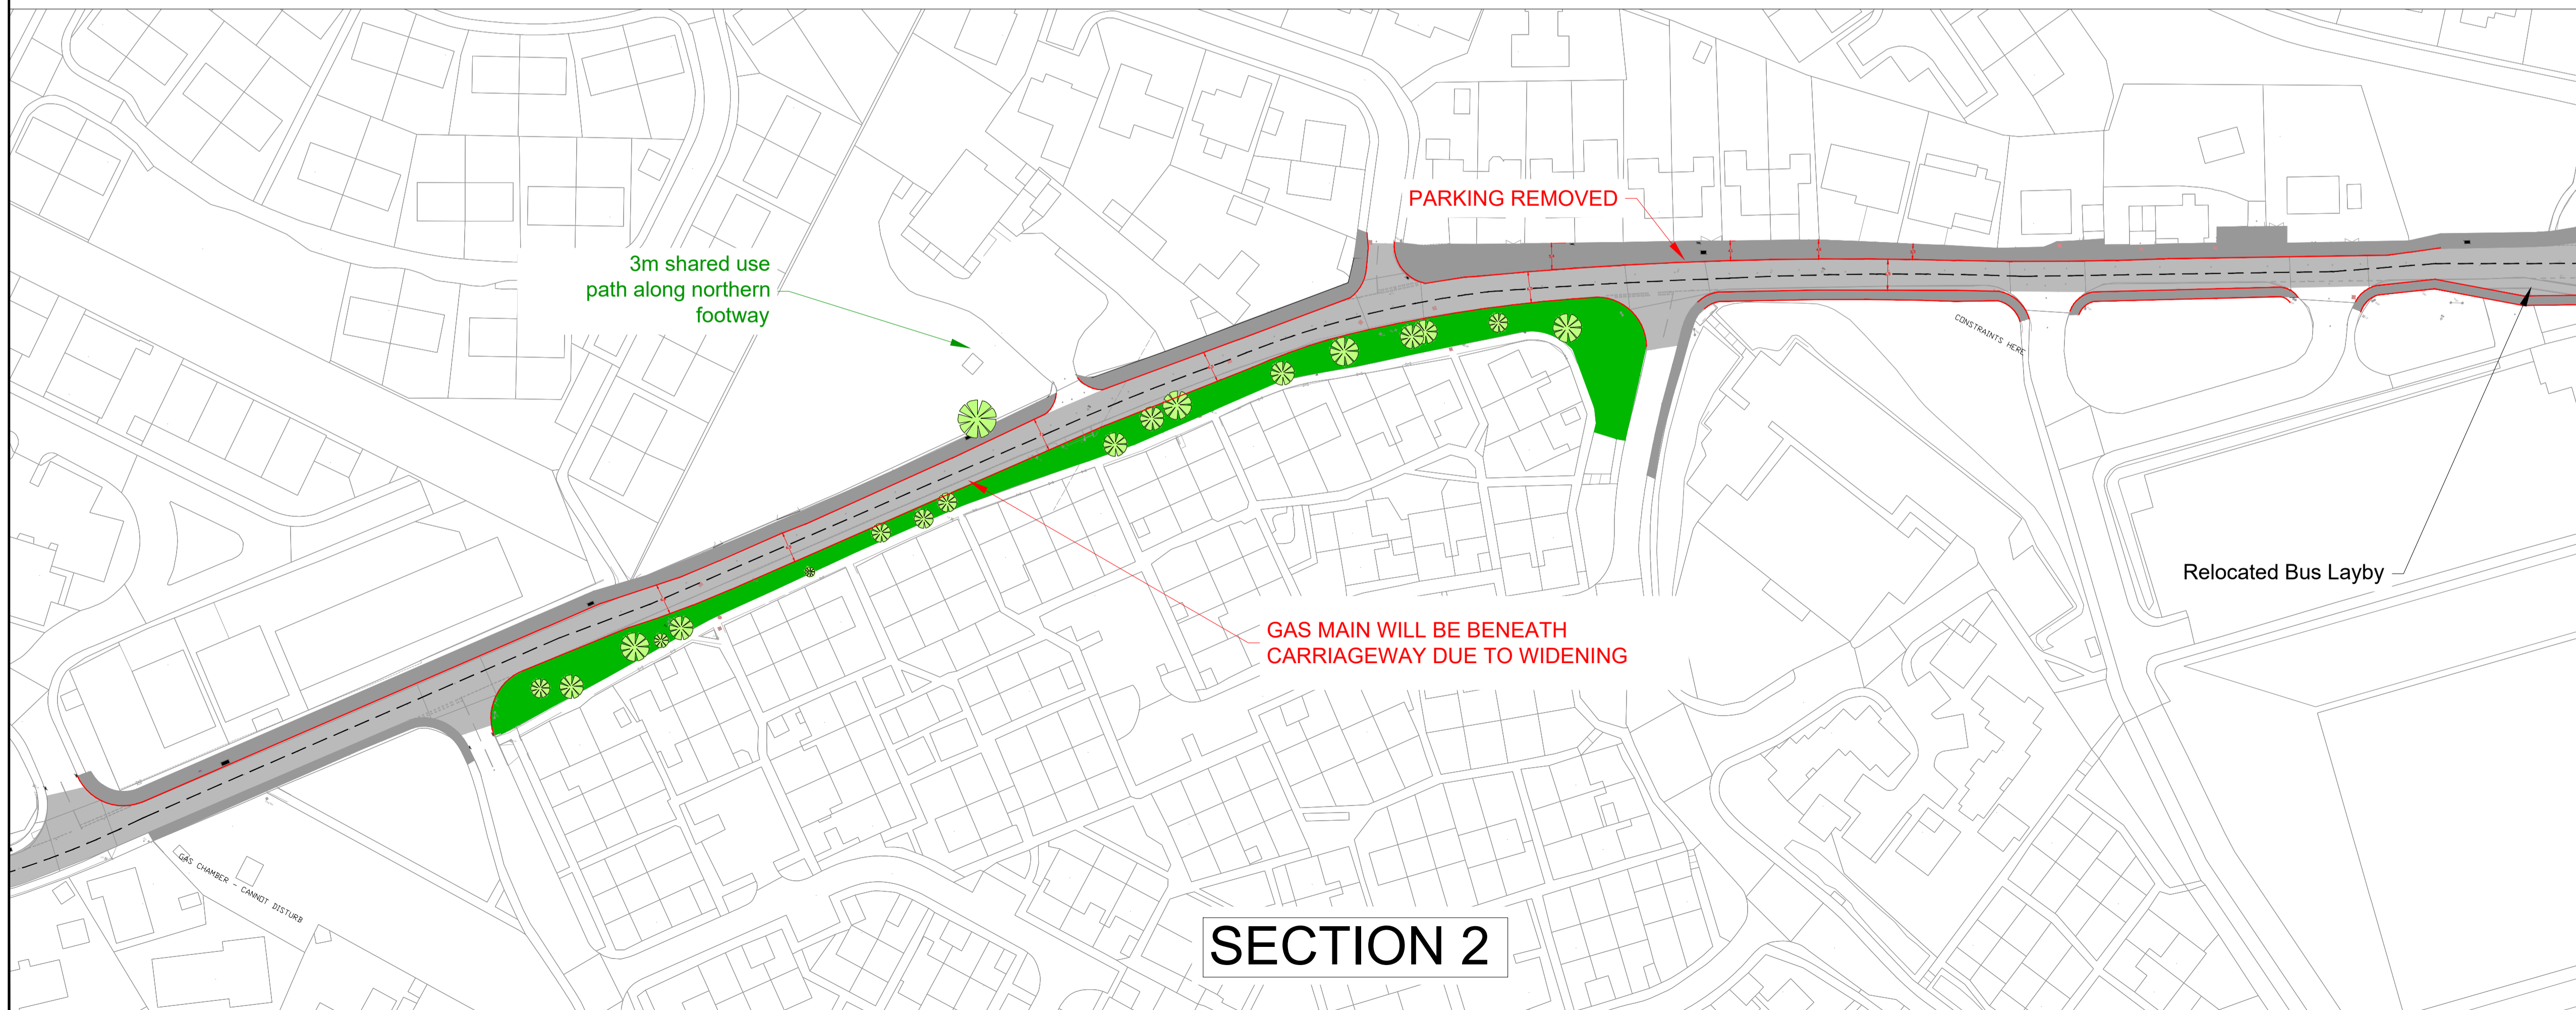 PARKING REMOVED
3m shared use
path along northern
footway
CONSTRAINTS HERE
Relocated Bus Layby
GAS MAIN WILL BE BENEATH
CARRIAGEWAY DUE TO WIDENING
GAS CHAMBER - CANNOT DISTURB
SECTION 2